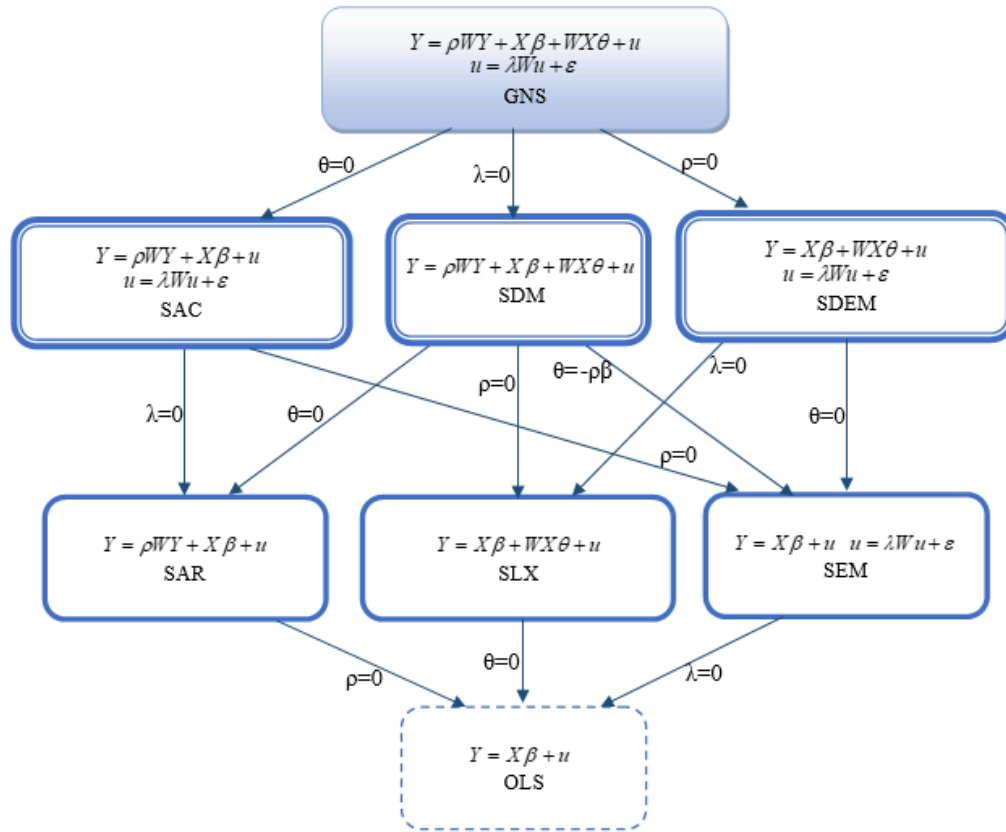 Y = ρWY + Xβ + WXθ + u
u = λWu + ε
GNS
θ=0
λ=0
ρ=0
Y = ρWY + Xβ + u
u = λWu + ε
SAC
Y = ρWY + Xβ + WXθ + u
SDM
Y = Xβ + WXθ + u
u = λWu + ε
SDEM
λ=0
θ=0
ρ=0
θ=-ρβ
λ=0
θ=0
ρ=0
Y = ρWY + Xβ + u
SAR
Y = Xβ + WXθ + u
SLX
Y = Xβ + u u = λWu + ε
SEM
ρ=0
θ=0
λ=0
Y = Xβ + u
OLS